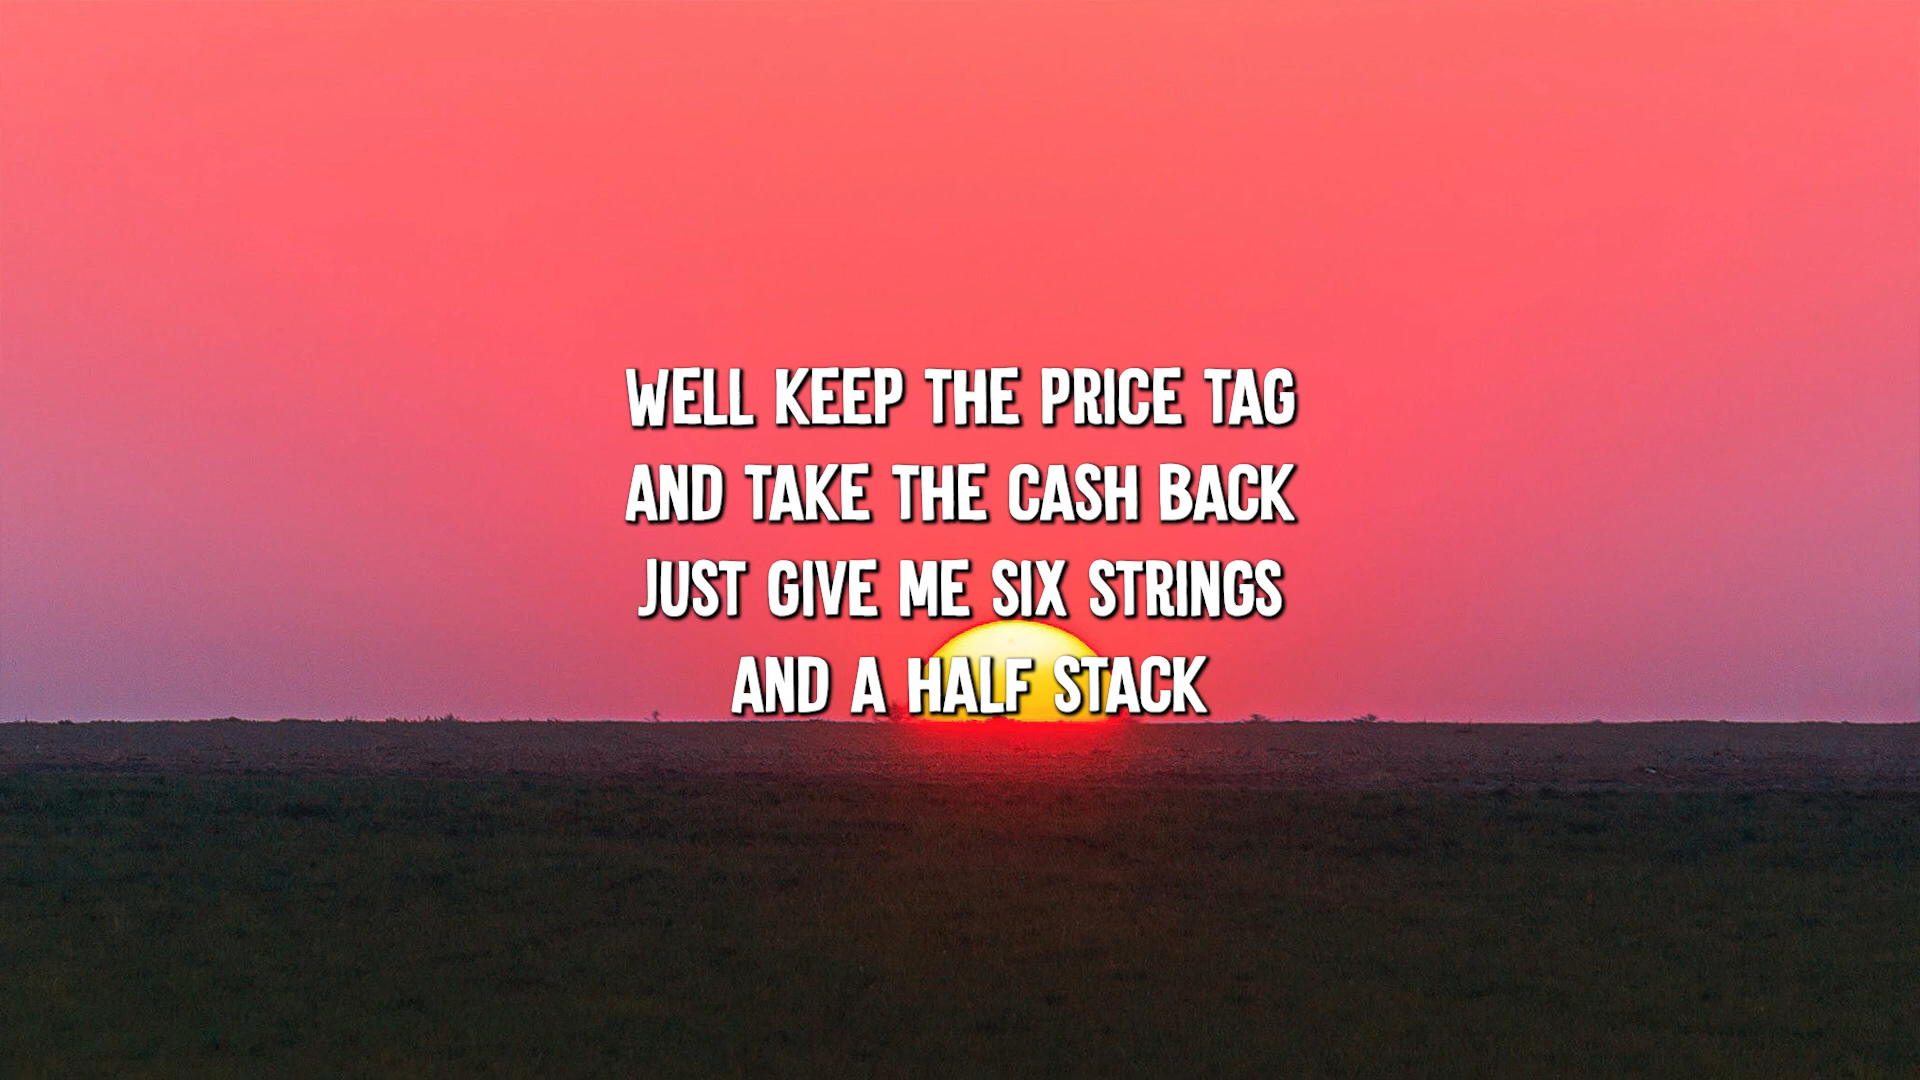 WELL KEEP THE PRICE TAG
AND TAKE THE CASH BACK
JUST GIVE ME SIX STRINGS
AND A HALF STACK